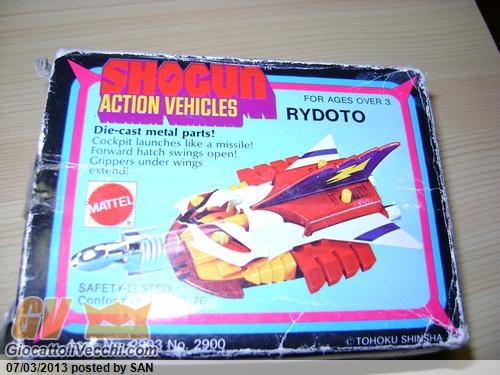 SHOGUN
ACTION VEHICLES
FOR AGES OVER 3.
RYDOTO
Die-cast metal parts!
Cockpit launches like a missile!
Forward hatch swings open!
Grippers under wings
extend!
MATTEL
SAFETY-TESTED
No. 2900
© TOHOKU SHINSHA
GV
GiocattoliVecchi.com
07/03/2013 posted by SAN